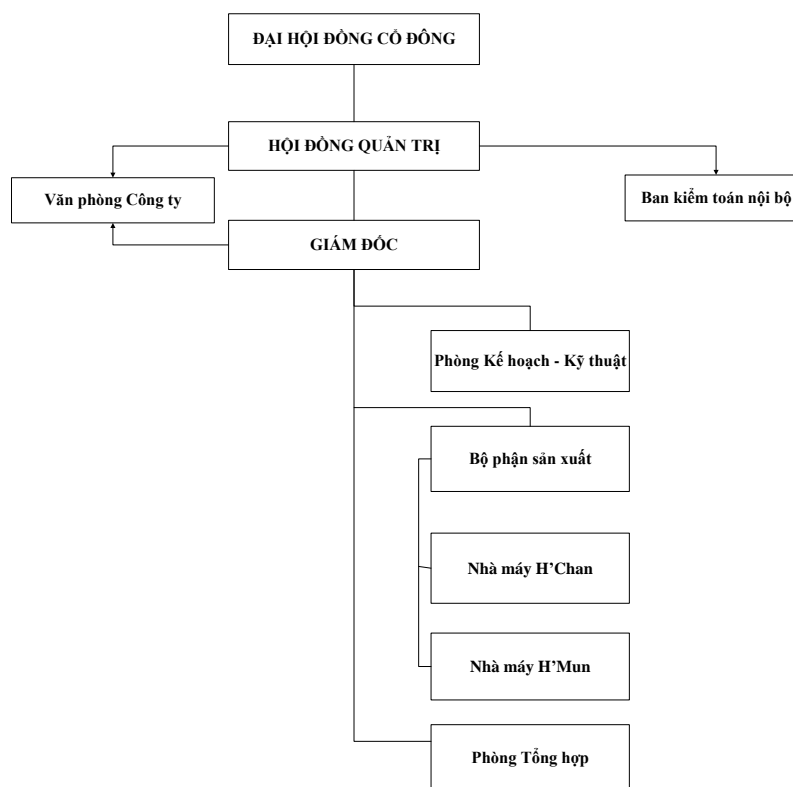 ĐẠI HỘI ĐỒNG CỔ ĐÔNG
HỘI ĐỒNG QUẢN TRỊ
Văn phòng Công ty
Ban kiểm toán nội bộ
GIÁM ĐỐC
Phòng Kế hoạch - Kỹ thuật
Bộ phận sản xuất
Nhà máy H’Chan
Nhà máy H’Mun
Phòng Tổng hợp